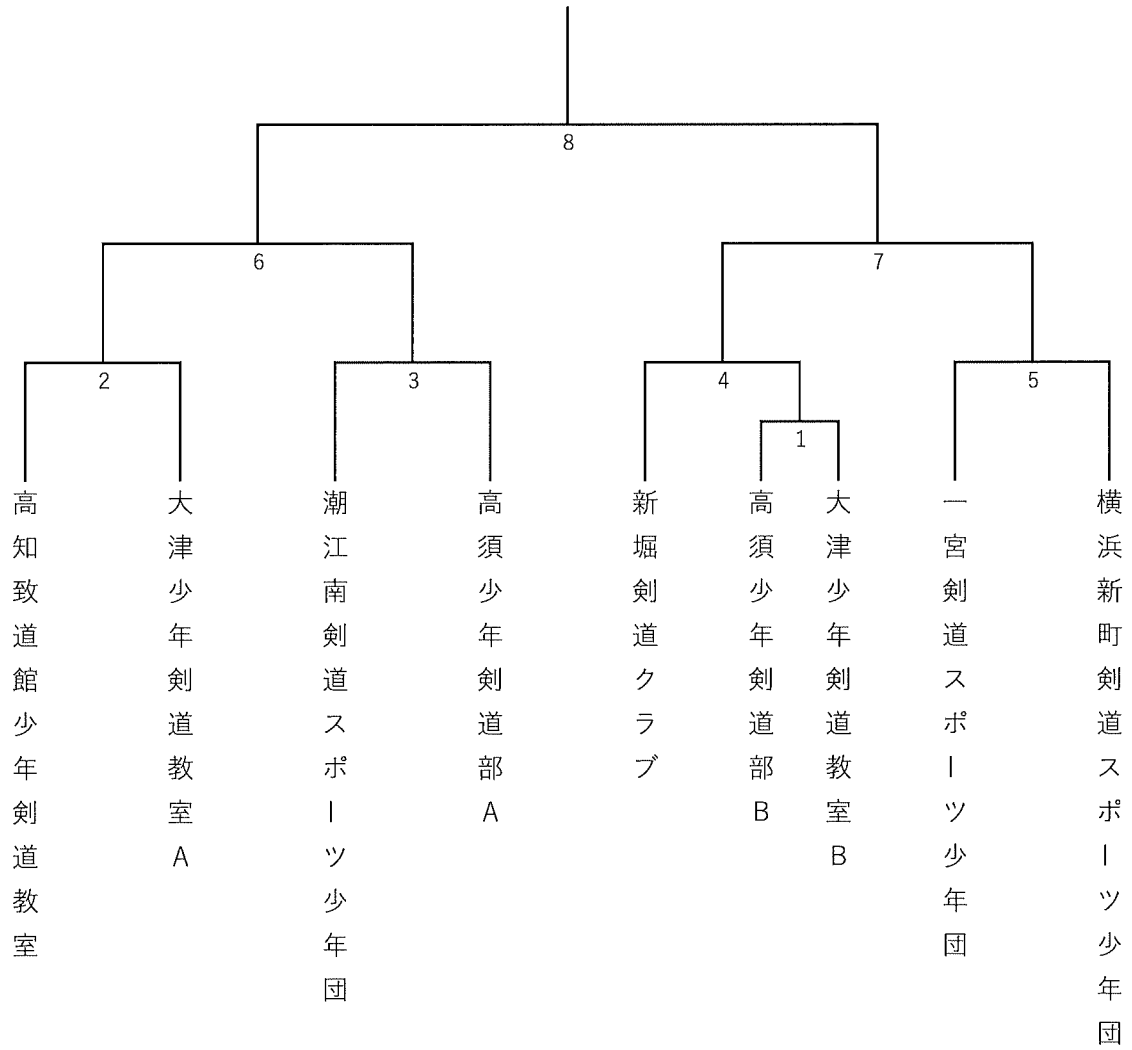 8
6
7
2
3
4
5
1
高知致道館少年剣道教室
大津少年剣道教室A
潮江南剣道スポーツ少年団
高須少年剣道部A
新堀剣道クラブ
高須少年剣道部B
大津少年剣道教室B
一宮剣道スポーツ少年団
横浜新町剣道スポーツ少年団